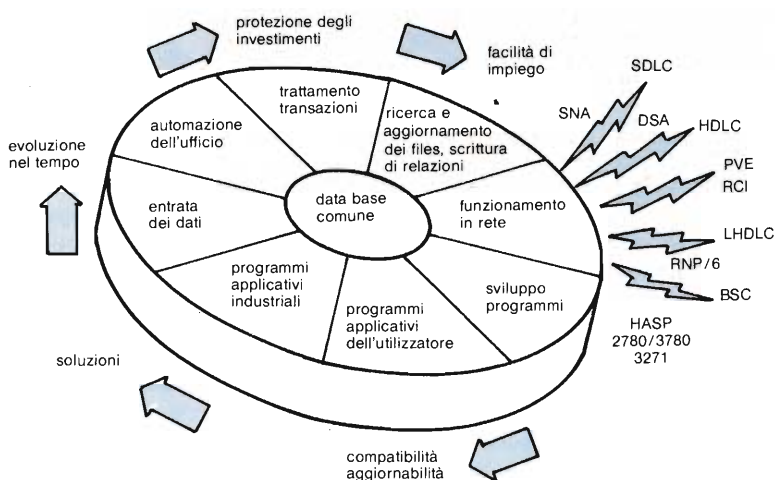 protezione degli
investimenti
facilità di
impiego
SDLC
SNA
DSA
HDLC
PVE
RCI
LHDLC
RNP/6
BSC
HASP
2780/3780
3271
evoluzione
nel tempo
trattamento
transazioni
automazione
dell'ufficio
ricerca e
aggiornamento
dei files, scrittura
di relazioni
data base
comune
entrata
dei dati
funzionamento
in rete
programmi
applicativi
industriali
programmi
applicativi
dell'utilizzatore
sviluppo
programmi
soluzioni
compatibilità
aggiornabilità